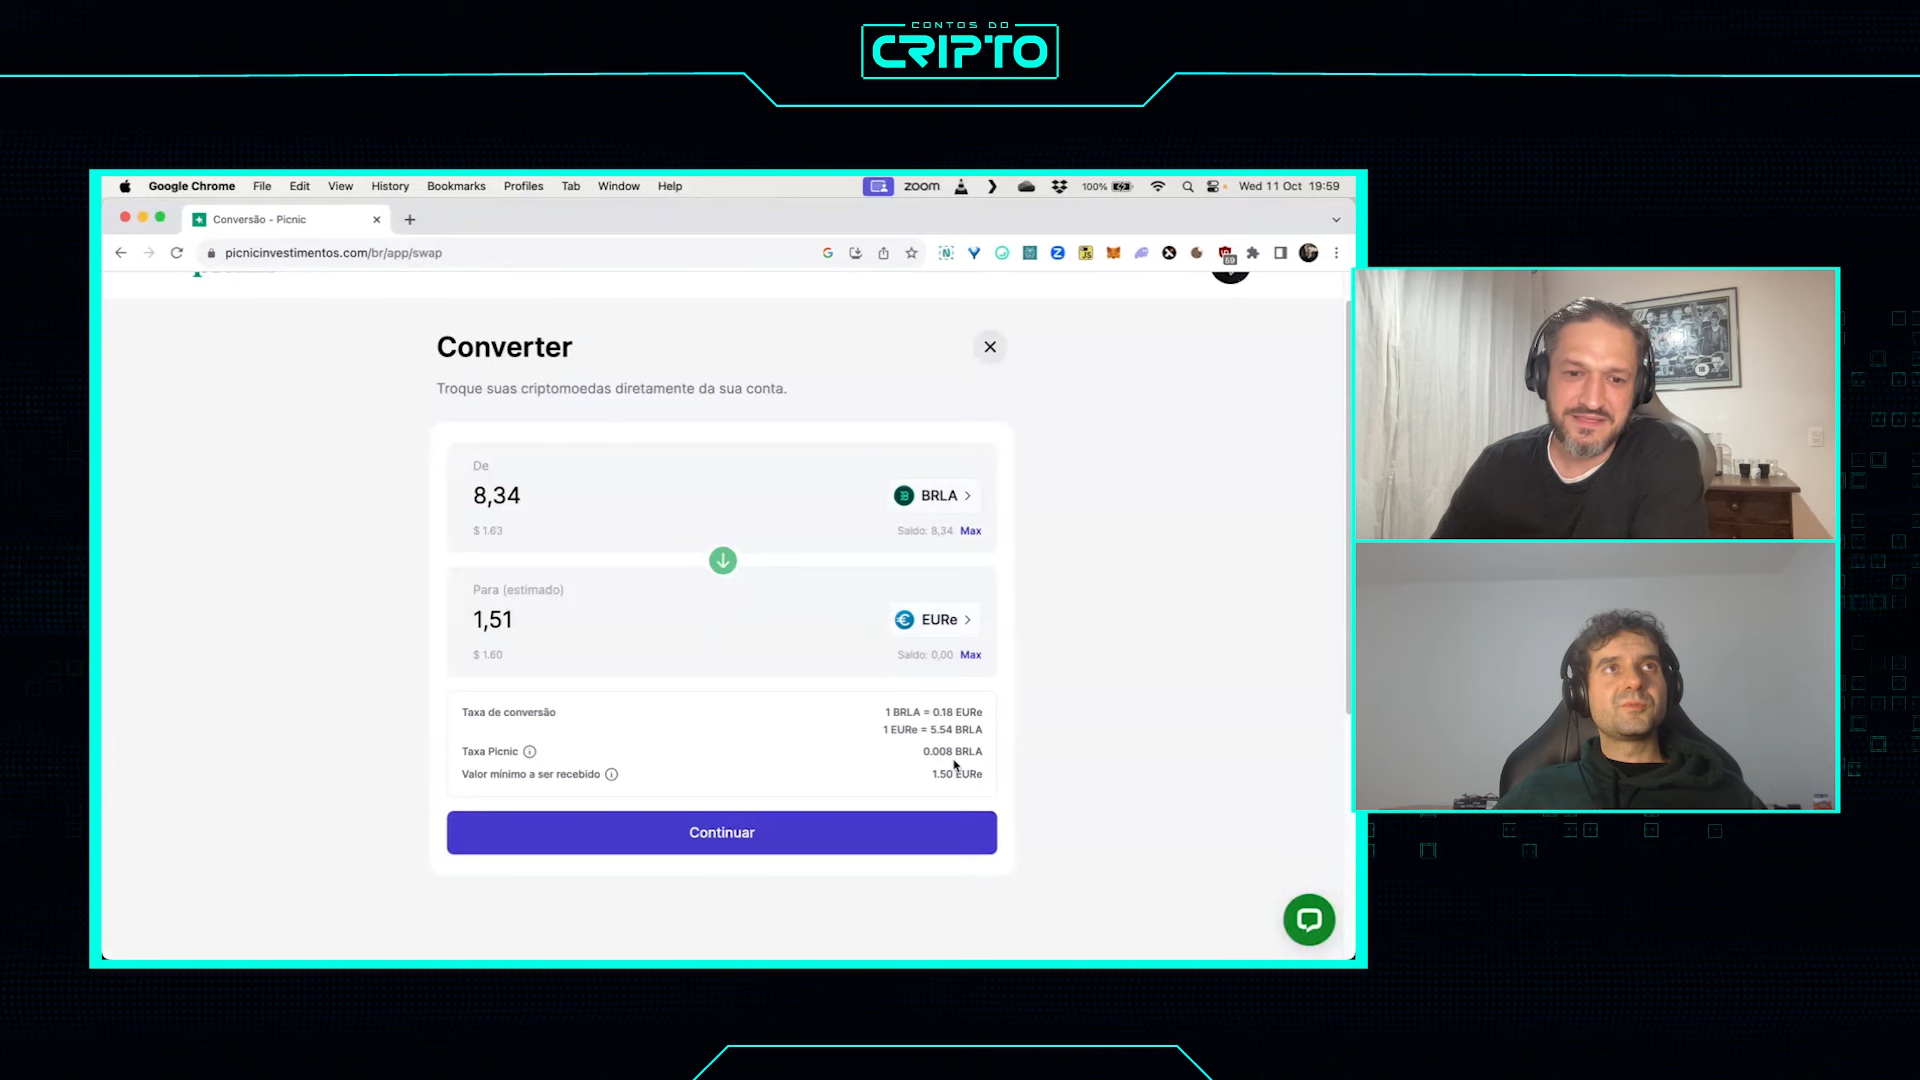 CONTOS DO
CRIPTO
Google Chrome File Edit View History Bookmarks Profiles Tab Window Help
zoom 100% Wed 11 Oct 19:59
Conversão - Picnic
picnicinvestimentos.com/br/app/swap
59
Converter
Troque suas criptomoedas diretamente da sua conta.
De
8,34
BRLA
$ 1.63
Saldo: 8,34 Max
Para (estimado)
1,51
EURe
$ 1.60
Saldo: 0,00 Max
Taxa de conversão
1 BRLA = 0.18 EURe
1 EURe = 5.54 BRLA
Taxa Picnic
0.008 BRLA
Valor mínimo a ser recebido
1.50 EURe
Continuar